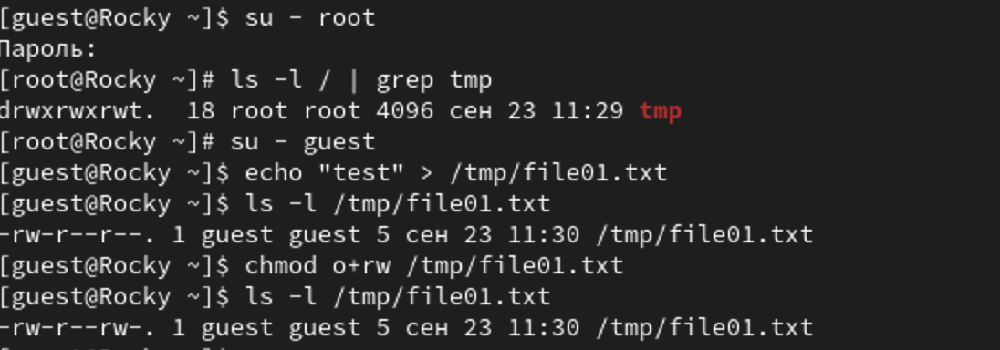 [guest@Rocky ~]$ su - root
Пароль:
[root@Rocky ~]# ls -l / | grep tmp
drwxrwxrwt.  18 root root 4096 сен 23 11:29 tmp
[root@Rocky ~]# su - guest
[guest@Rocky ~]$ echo "test" > /tmp/file01.txt
[guest@Rocky ~]$ ls -l /tmp/file01.txt
-rw-r--r--. 1 guest guest 5 сен 23 11:30 /tmp/file01.txt
[guest@Rocky ~]$ chmod o+rw /tmp/file01.txt
[guest@Rocky ~]$ ls -l /tmp/file01.txt
-rw-r--rw-. 1 guest guest 5 сен 23 11:30 /tmp/file01.txt